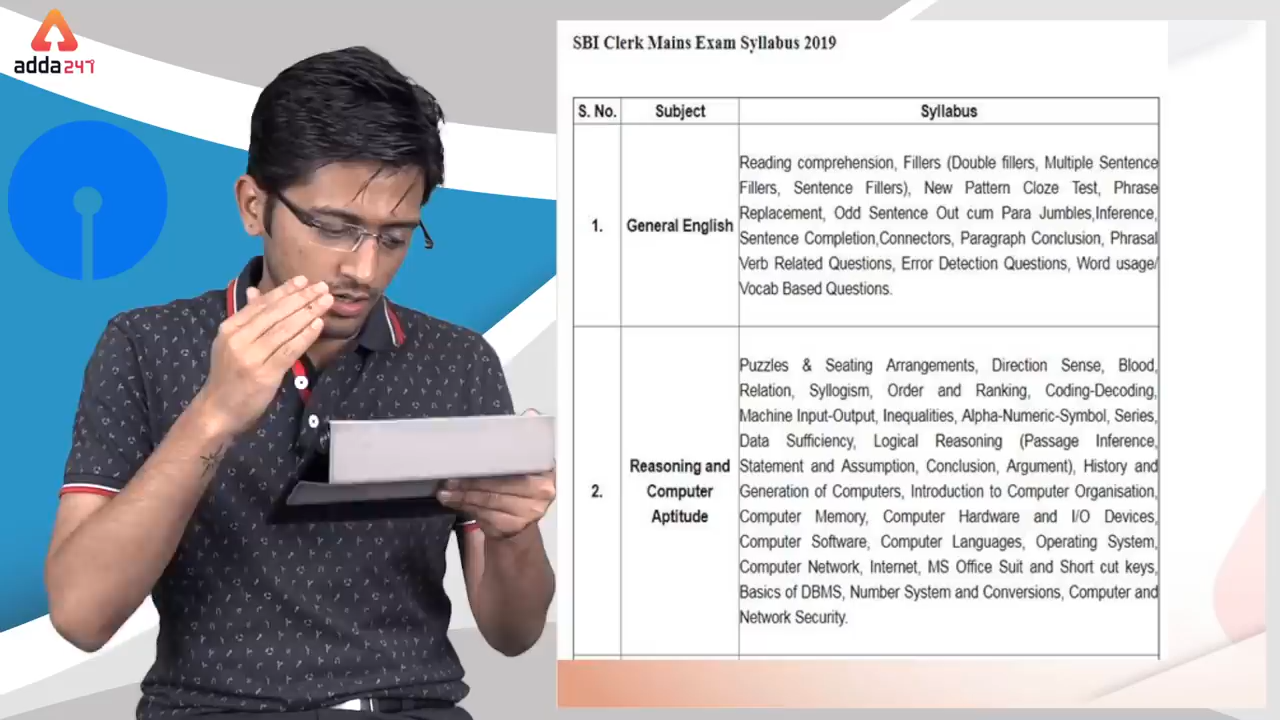 adda247
SBI Clerk Mains Exam Syllabus 2019
S. No.
Subject
Syllabus
1.
General English
Reading comprehension, Fillers (Double fillers, Multiple Sentence
Fillers, Sentence Fillers), New Pattern Cloze Test, Phrase
Replacement, Odd Sentence Out cum Para Jumbles,Inference,
Sentence Completion,Connectors, Paragraph Conclusion, Phrasal
Verb Related Questions, Error Detection Questions, Word usage/
Vocab Based Questions.
2.
Reasoning and
Computer
Aptitude
Puzzles & Seating Arrangements, Direction Sense, Blood,
Relation, Syllogism, Order and Ranking, Coding-Decoding,
Machine Input-Output, Inequalities, Alpha-Numeric-Symbol, Series,
Data Sufficiency, Logical Reasoning (Passage Inference,
Statement and Assumption, Conclusion, Argument), History and
Generation of Computers, Introduction to Computer Organisation,
Computer Memory, Computer Hardware and I/O Devices,
Computer Software, Computer Languages, Operating System,
Computer Network, Internet, MS Office Suit and Short cut keys,
Basics of DBMS, Number System and Conversions, Computer and
Network Security.